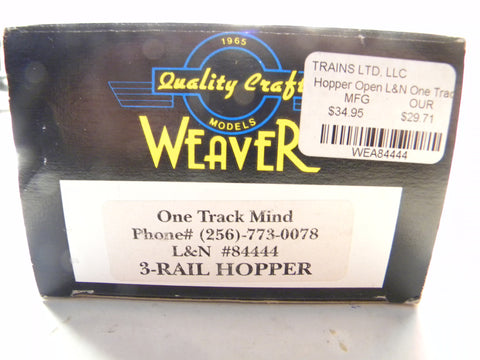 1965
Quality Craft
MODELS
WEAVER
TRAINS LTD, LLC
Hopper Open L&N One Trac
MFG OUR
$34.95 $29.71
WEA84444
One Track Mind
Phone# (256)-773-0078
L&N #84444
3-RAIL HOPPER